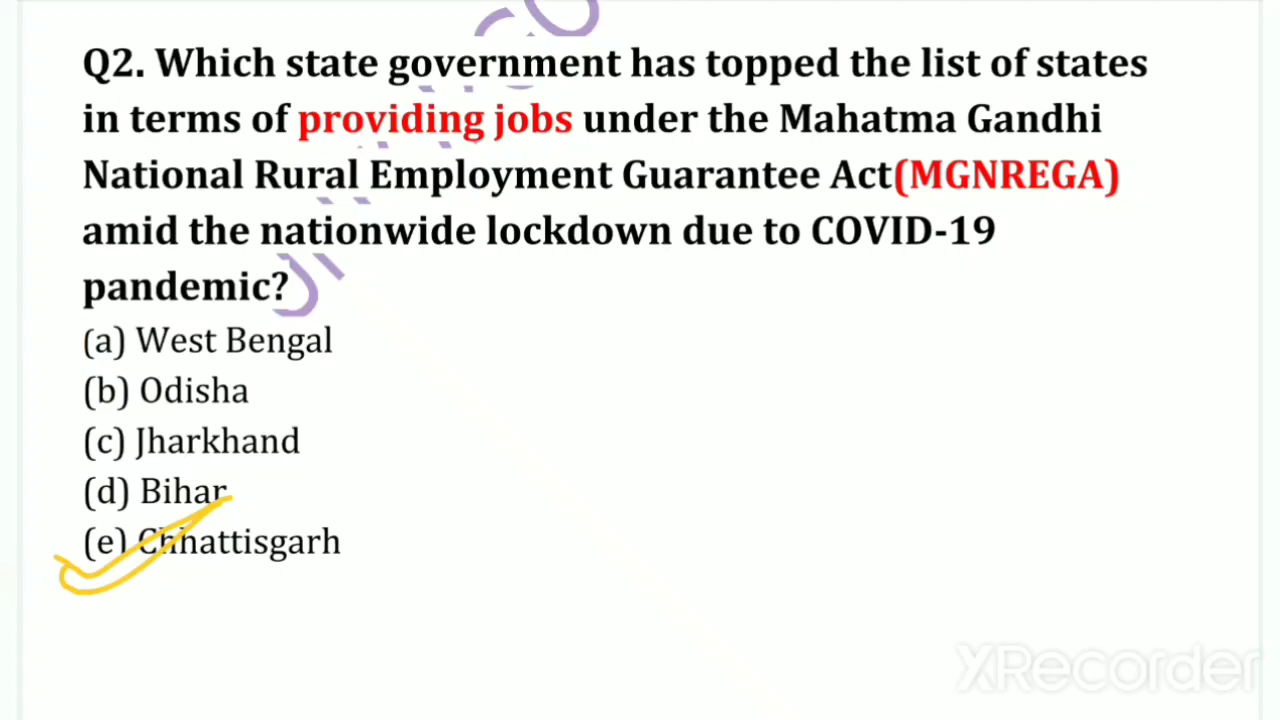 Q2. Which state government has topped the list of states
in terms of providing jobs under the Mahatma Gandhi
National Rural Employment Guarantee Act(MGNREGA)
amid the nationwide lockdown due to COVID-19
pandemic?
(a) West Bengal
(b) Odisha
(c) Jharkhand
(d) Bihar
(e) Chhattisgarh
XRecorder